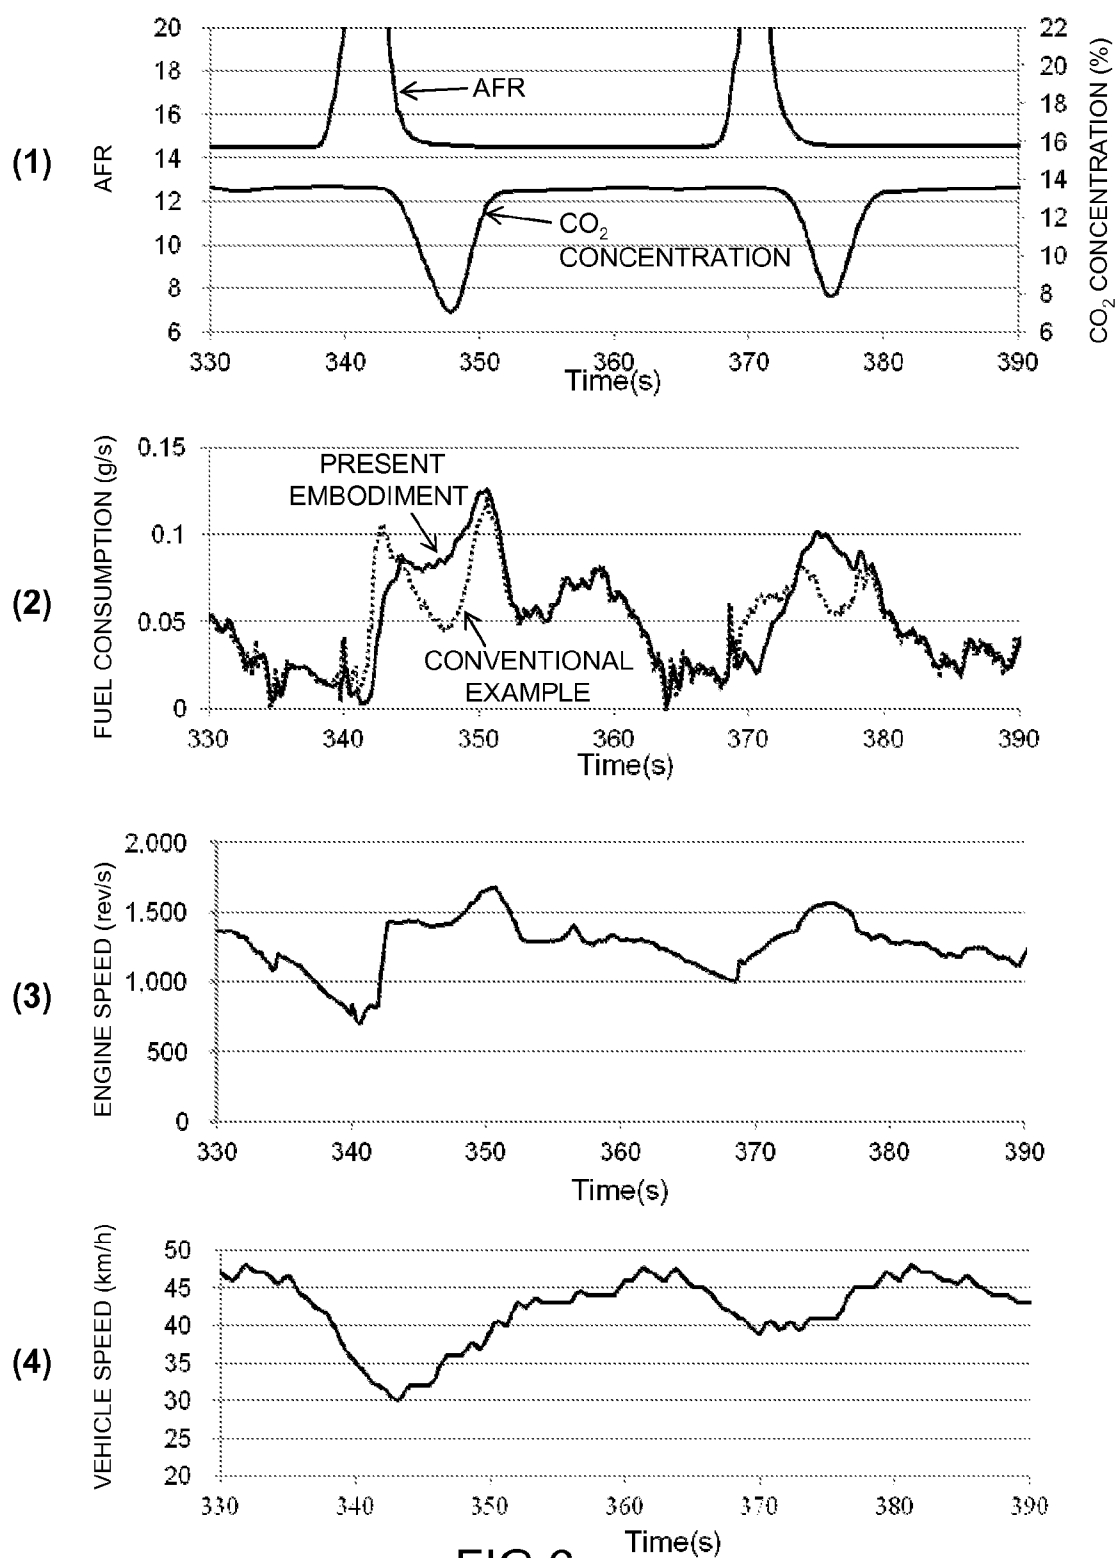 (1)
AFR
20
18
16
14
12
10
8
6
22
20
18
16
14
12
10
8
6
CO2 CONCENTRATION (%)
AFR
CO2
CONCENTRATION
330 340 350 360 370 380 390
Time(s)
(2)
FUEL CONSUMPTION (g/s)
0.15
0.1
0.05
0
PRESENT
EMBODIMENT
CONVENTIONAL
EXAMPLE
330 340 350 360 370 380 390
Time(s)
(3)
ENGINE SPEED (rev/s)
2.000
1.500
1.000
500
0
330 340 350 360 370 380 390
Time(s)
(4)
VEHICLE SPEED (km/h)
50
45
40
35
30
25
20
330 340 350 360 370 380 390
Time(s)